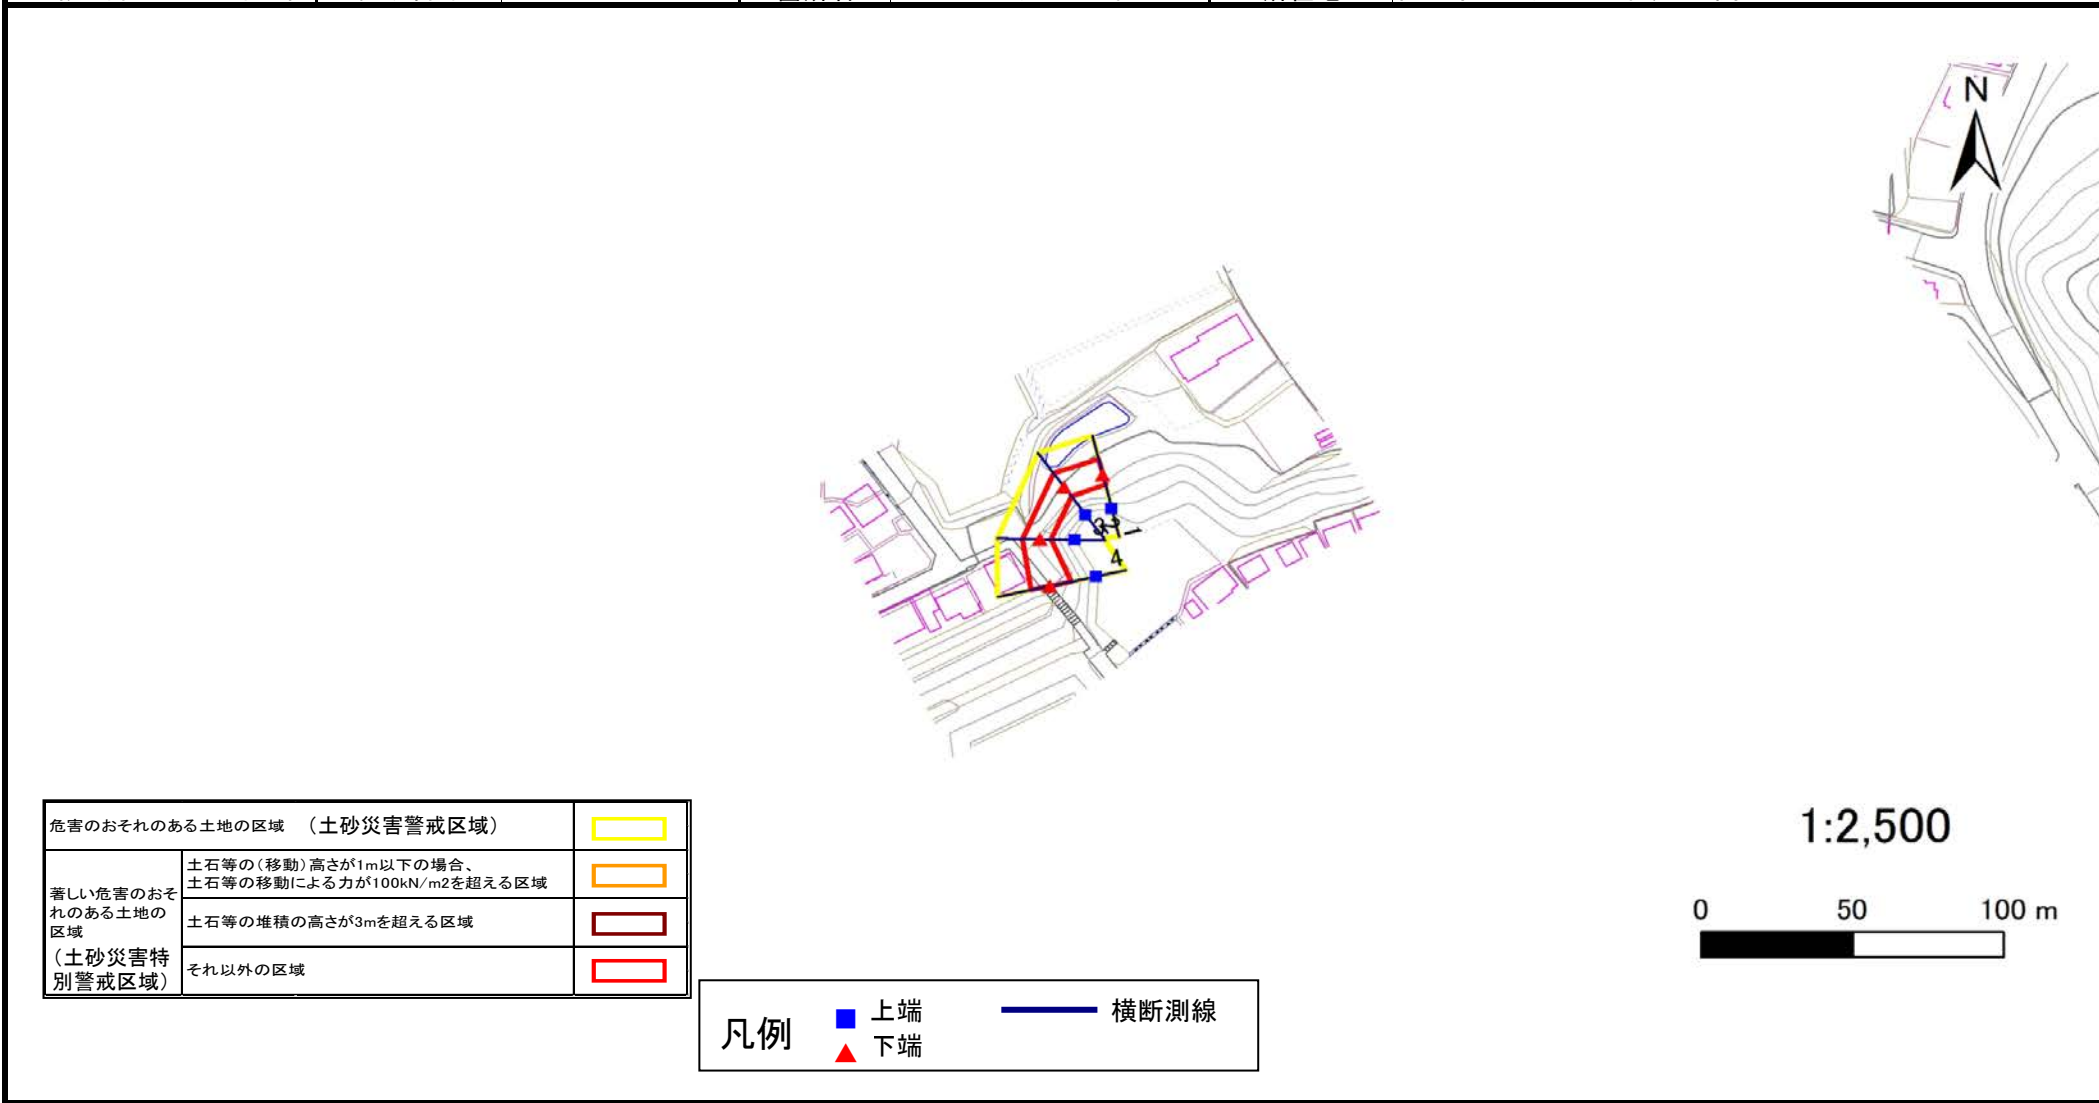 N
1
2
3
4
危害のおそれのある土地の区域 （土砂災害警戒区域）
著しい危害のおそ
れのある土地の
区域
（土砂災害特
別警戒区域）
土石等の（移動）高さが1m以下の場合、
土石等の移動による力が100kN/m2を超える区域
土石等の堆積の高さが3mを超える区域
それ以外の区域
凡例
上端
下端
横断測線
1:2,500
0 50 100 m